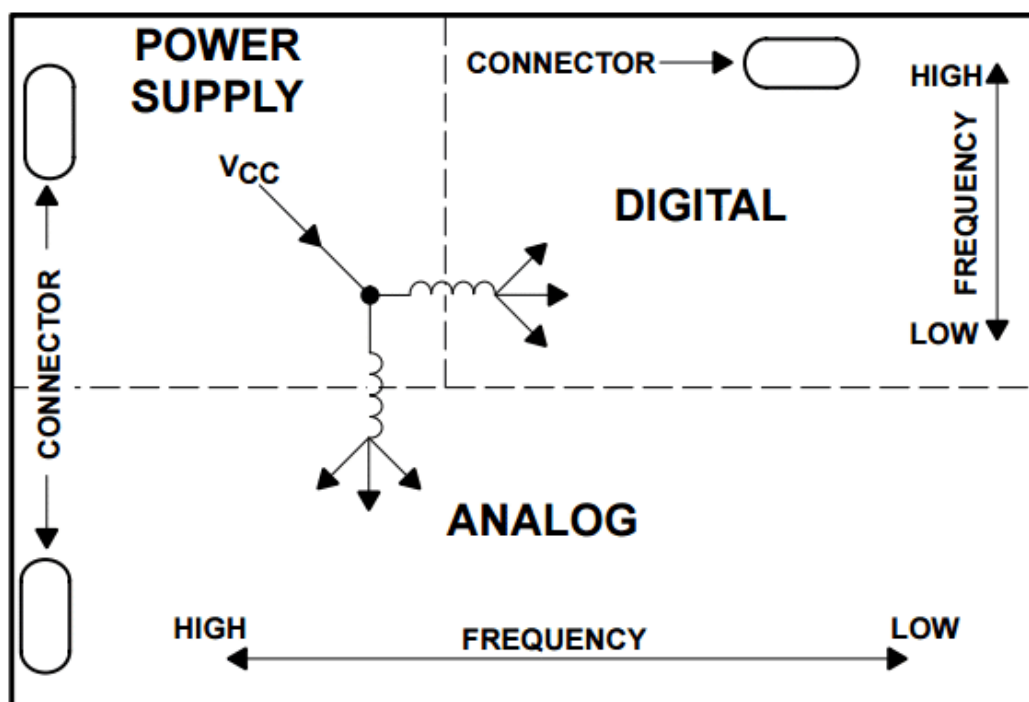 POWER
SUPPLY
CONNECTOR
HIGH
FREQUENCY
LOW
VCC
DIGITAL
CONNECTOR
ANALOG
HIGH
FREQUENCY
LOW